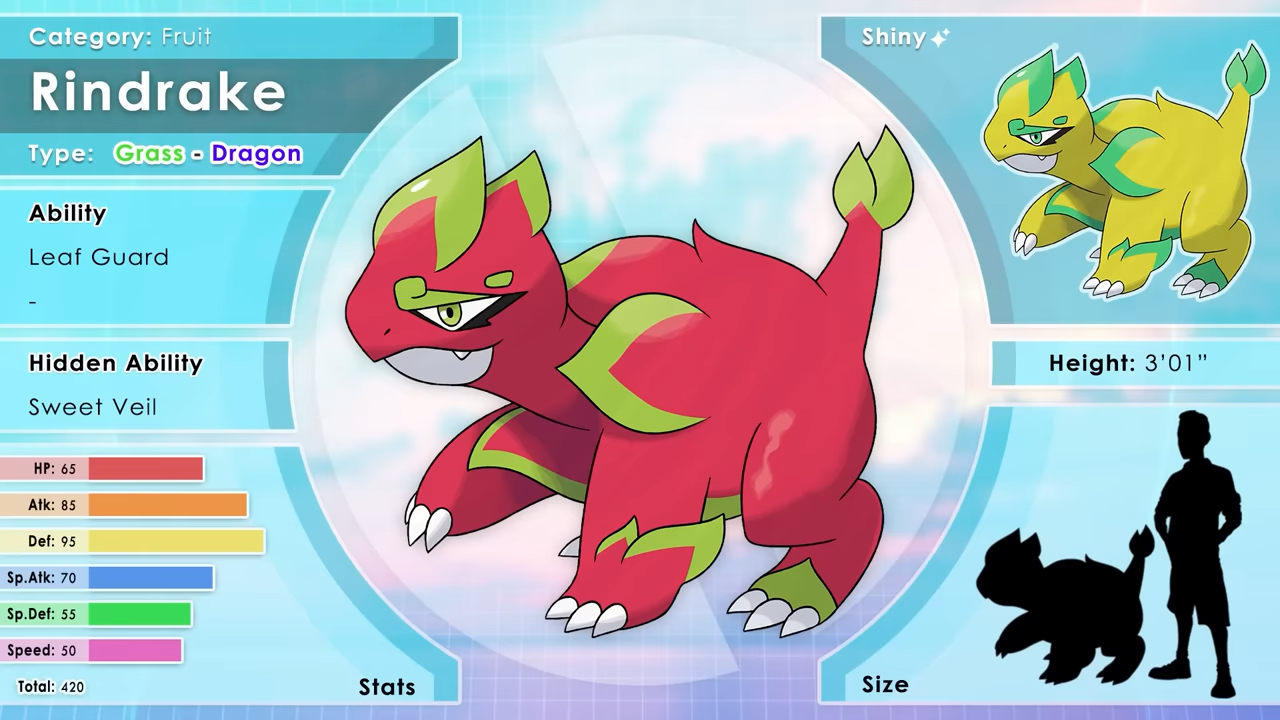 Category: Fruit
Rindrake
Type: Grass - Dragon
Ability
Leaf Guard
-
Hidden Ability
Sweet Veil
HP: 65
Atk: 85
Def: 95
Sp.Atk: 70
Sp.Def: 55
Speed: 50
Total: 420
Stats
Shiny
Height: 3’01”
Size